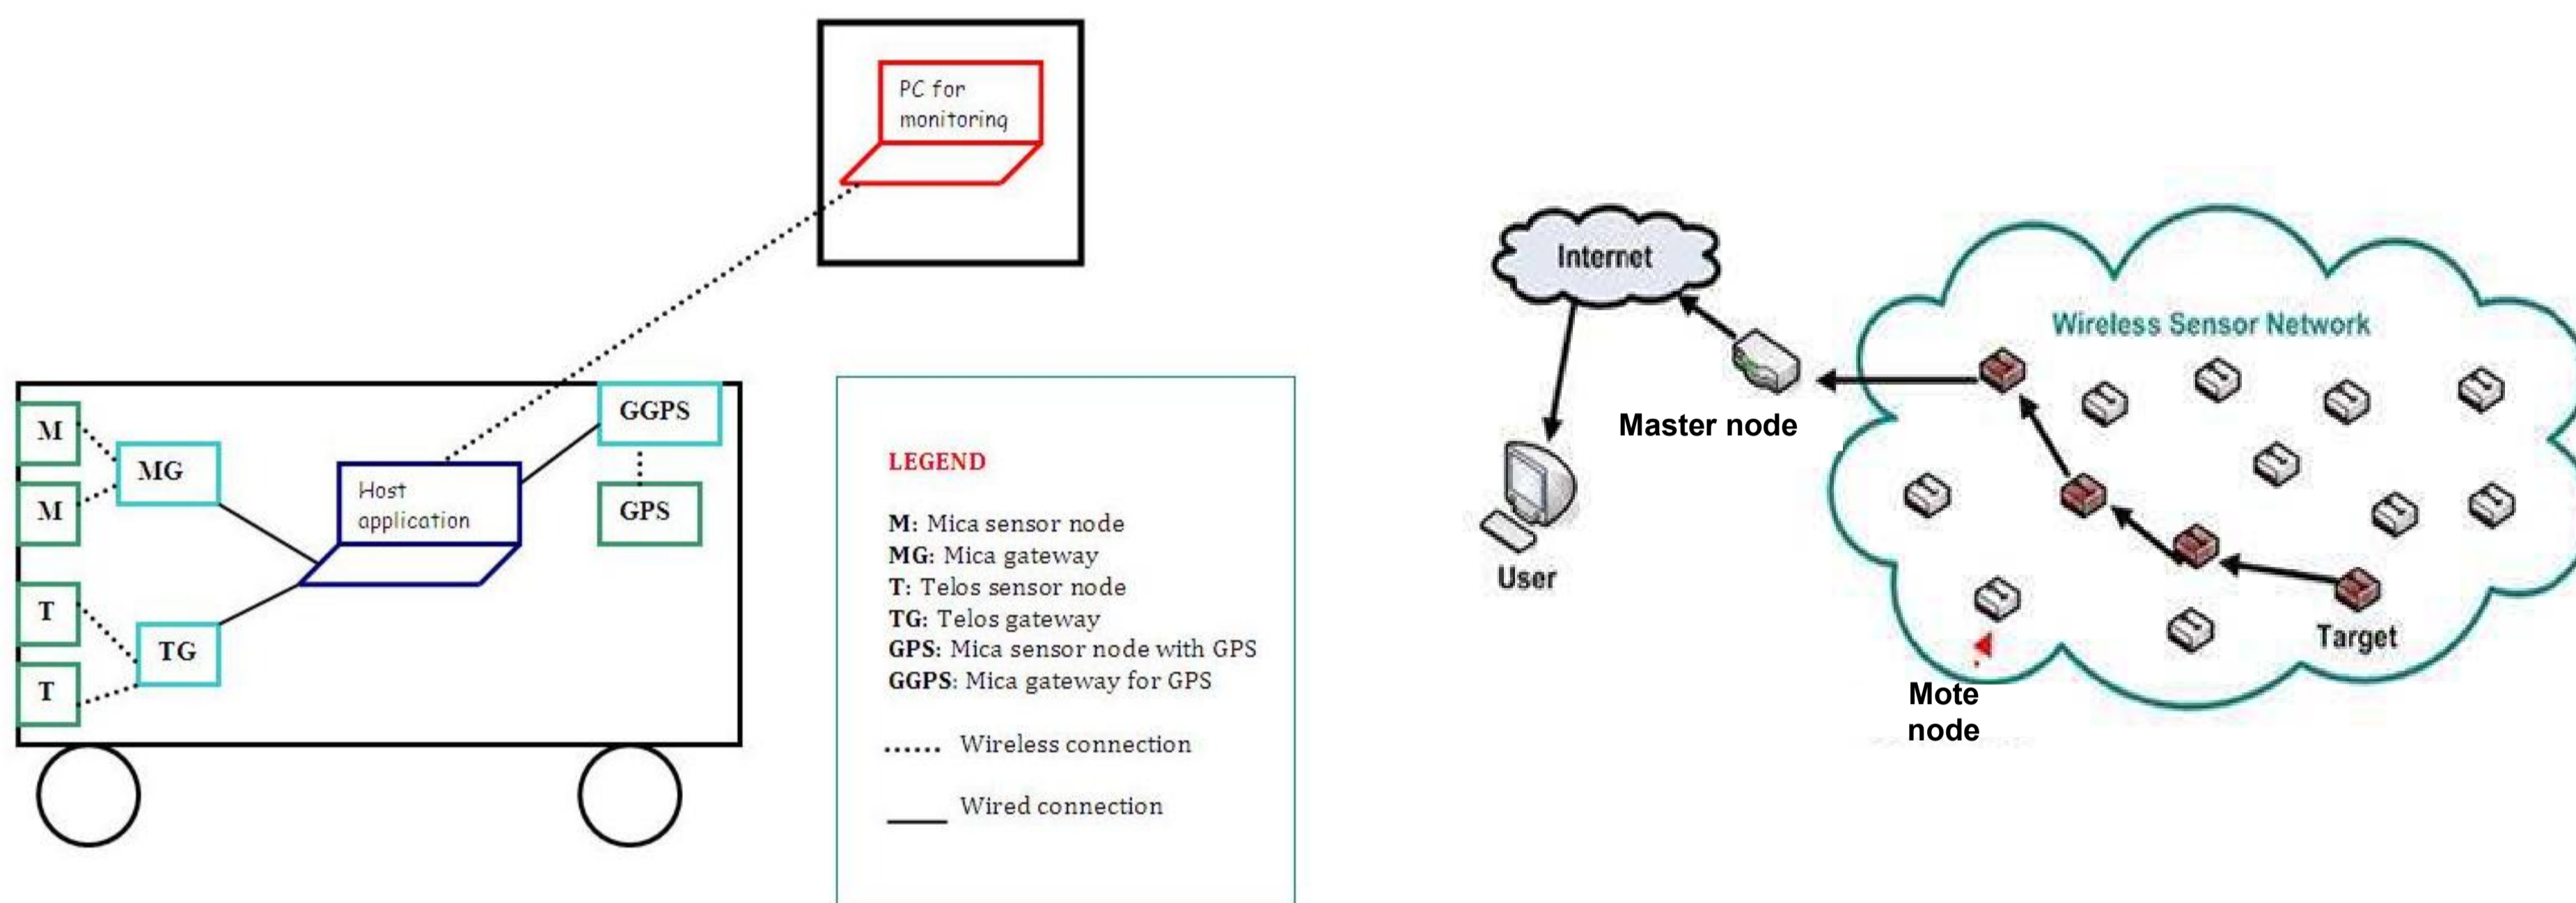 PC for
monitoring
M
M
MG
T
T
TG
Host
application
GGPS
GPS
LEGEND
M: Mica sensor node
MG: Mica gateway
T: Telos sensor node
TG: Telos gateway
GPS: Mica sensor node with GPS
GGPS: Mica gateway for GPS
...... Wireless connection
Wired connection
Internet
Master node
User
Wireless Sensor Network
Target
Mote
node